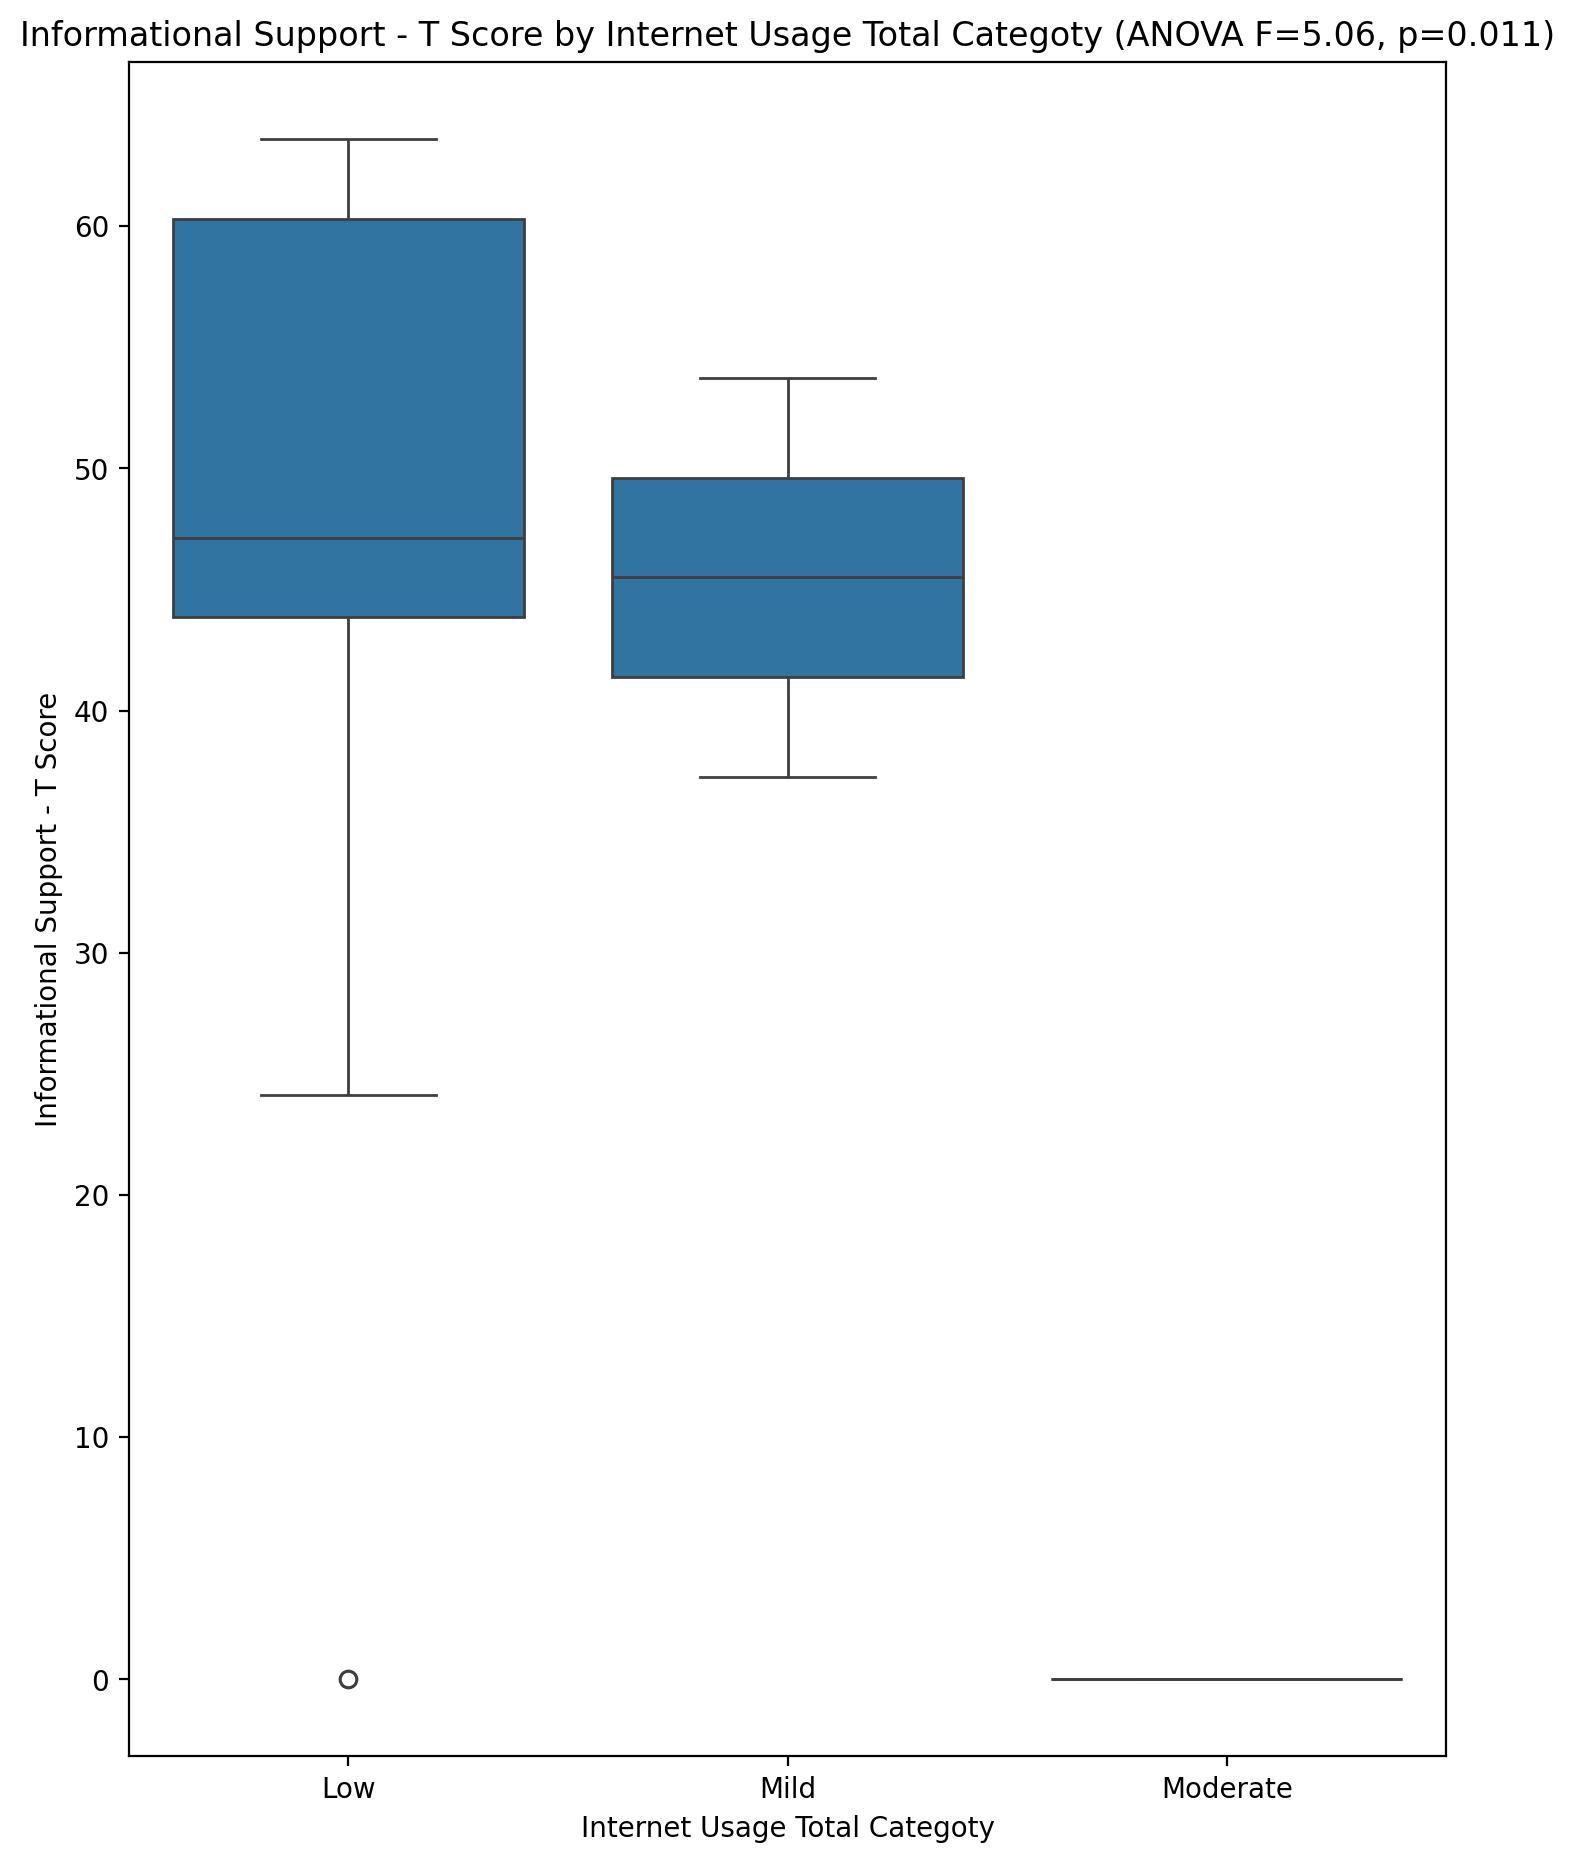 Informational Support - T Score by Internet Usage Total Categoty (ANOVA F=5.06, p=0.011)
Informational Support - T Score
60
50
40
30
20
10
0
Low Mild Moderate
Internet Usage Total Categoty